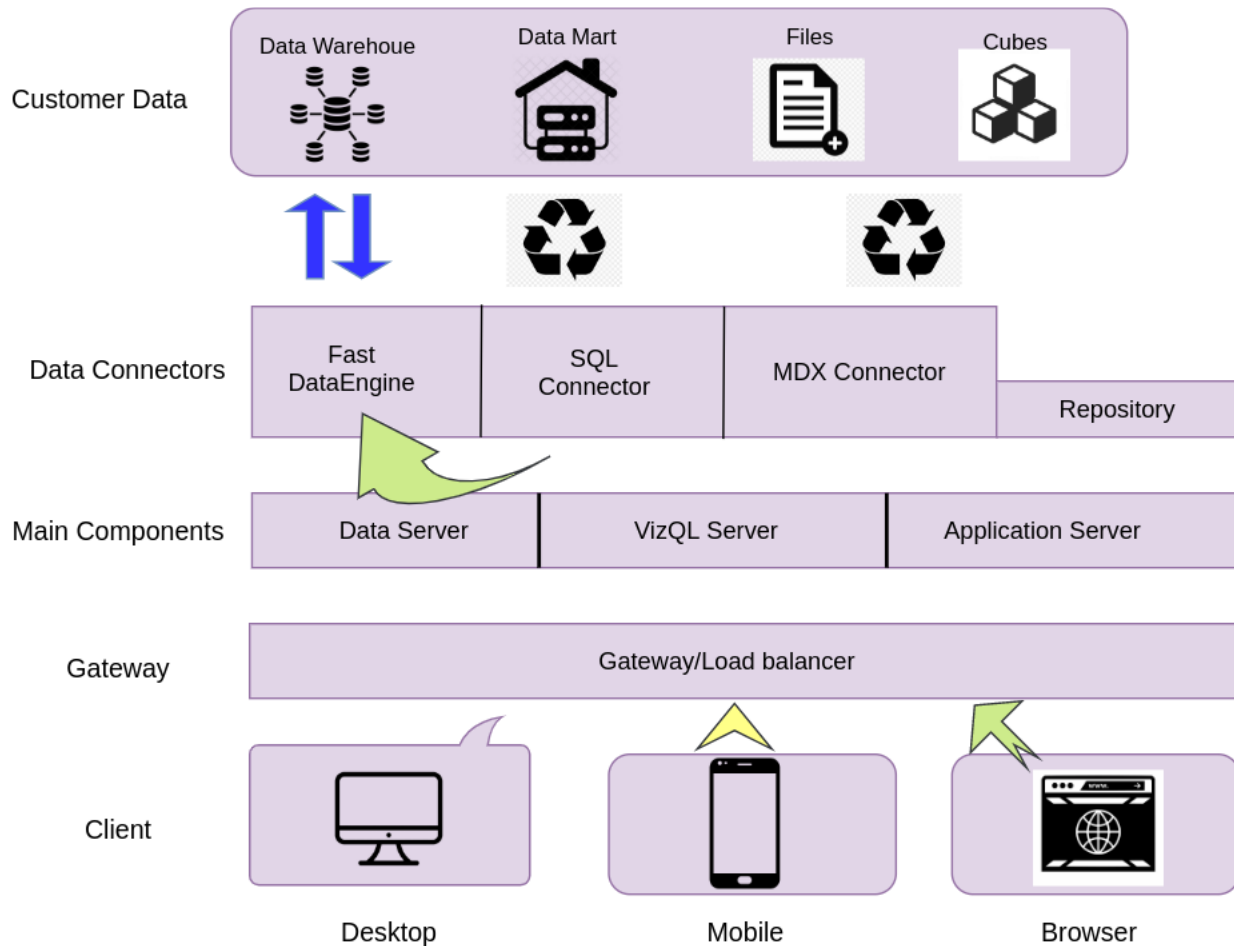 Data Warehoue
Data Mart
Files
Cubes
Customer Data
Data Connectors
Fast
DataEngine
SQL
Connector
MDX Connector
Repository
Main Components
Data Server
VizQL Server
Application Server
Gateway
Gateway/Load balancer
www.
Client
Desktop
Mobile
Browser